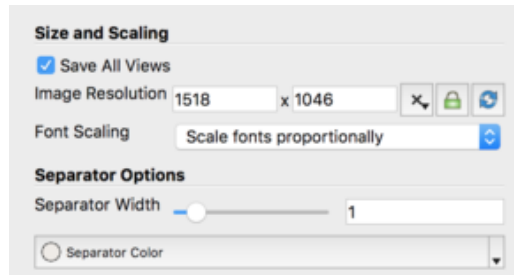 Size and Scaling
Save All Views
Image Resolution 1518 x 1046
Font Scaling Scale fonts proportionally
Separator Options
Separator Width 1
Separator Color